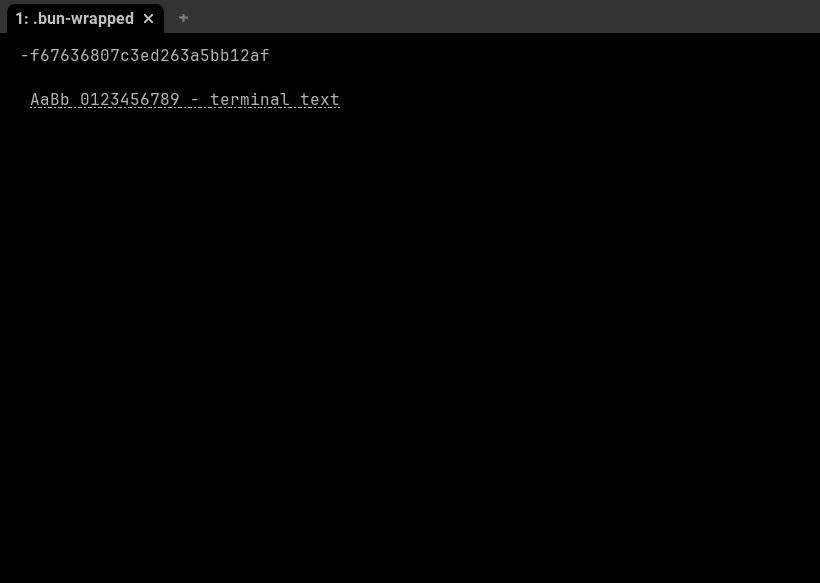 1: .bun-wrapped × +
-f67636807c3ed263a5bb12af
AaBb 0123456789 - terminal text